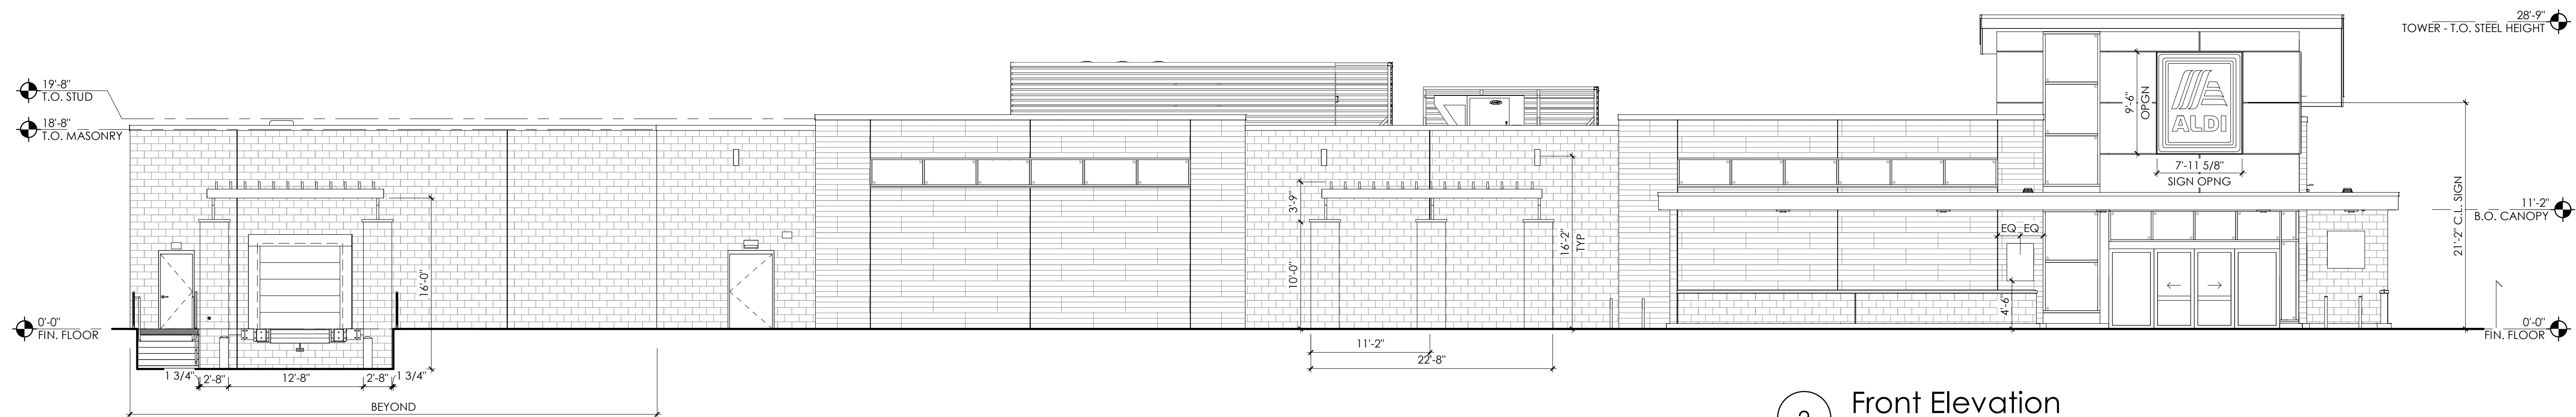 28'-9"
TOWER - T.O. STEEL HEIGHT
19'-8"
T.O. STUD
18'-8"
T.O. MASONRY
9'-6"
OPGN
ALDI
7'-11 5/8"
SIGN OPNG
21'-2" C.L. SIGN
11'-2"
B.O. CANOPY
3'-9"
16'-2"
TYP
EQ EQ
16'-0"
10'-0"
4'-6"
0'-0"
FIN. FLOOR
0'-0"
FIN. FLOOR
11'-2"
22'-8"
1 3/4" 2'-8" 12'-8" 2'-8" 1 3/4"
BEYOND
Front Elevation